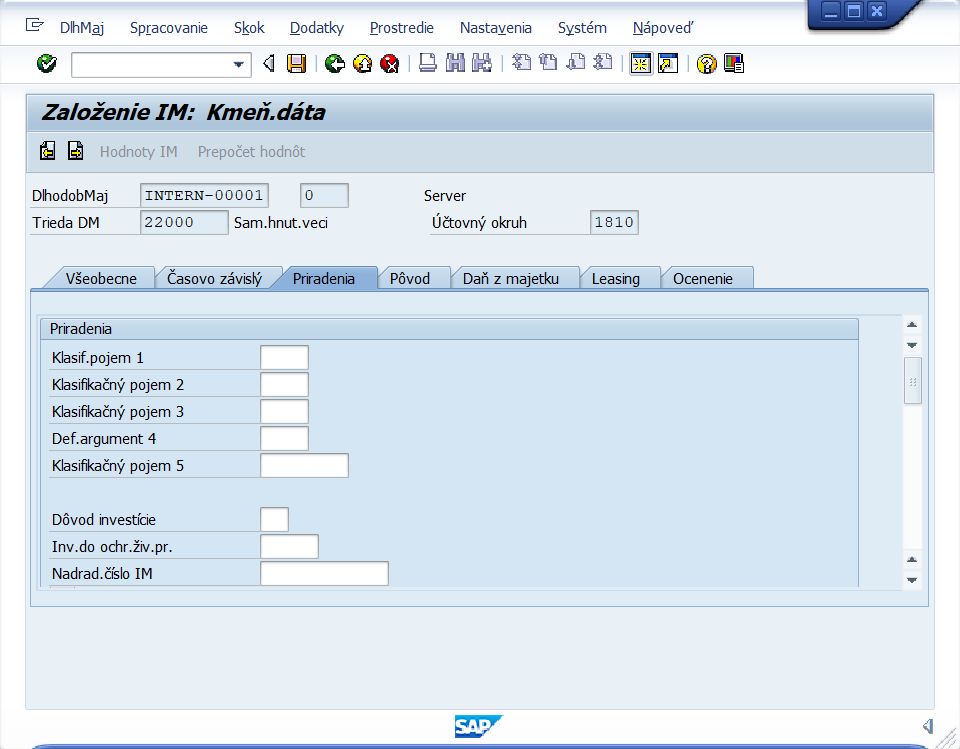 DlhMaj Spracovanie Skok Dodatky Prostredie Nastavenia Systém Nápoveď
Založenie IM: Kmeň.dáta
Hodnoty IM Prepočet hodnôt
DlhodobMaj INTERN-00001 0 Server
Trieda DM 22000 Sam.hnut.veci Účtovný okruh 1810
Všeobecne Časovo závislý Priradenia Pôvod Daň z majetku Leasing Ocenenie
Priradenia
Klasif.pojem 1
Klasifikačný pojem 2
Klasifikačný pojem 3
Def.argument 4
Klasifikačný pojem 5
Dôvod investície
Inv.do ochr.živ.pr.
Nadrad.číslo IM
SAP